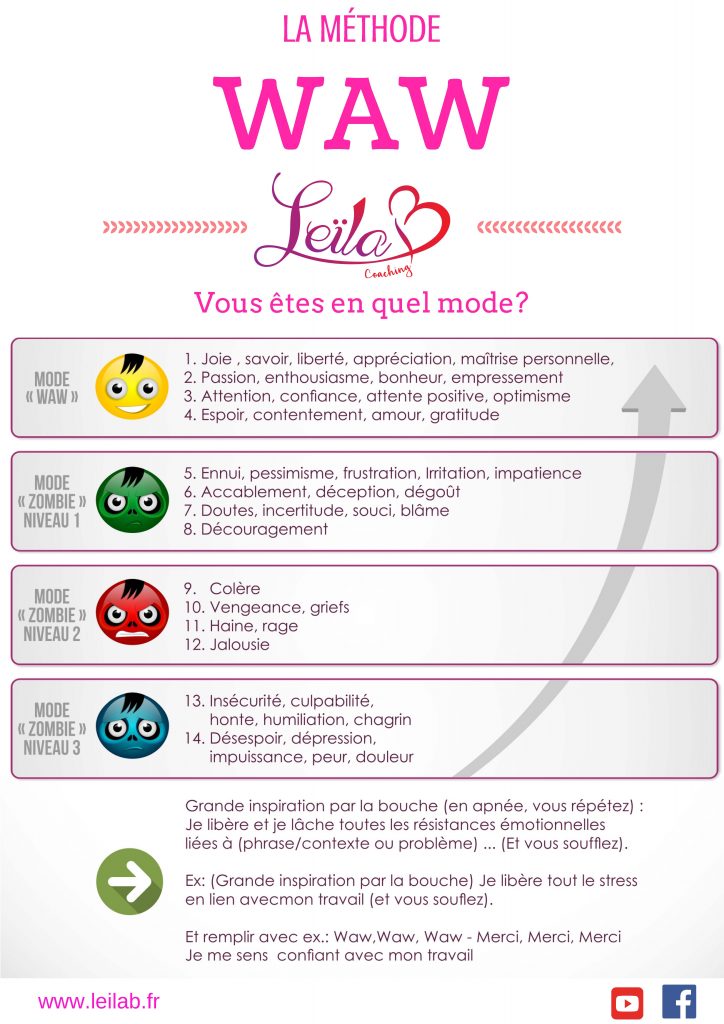 LA MÉTHODE
WAW
Leïla B
Coaching
Vous êtes en quel mode?
MODE
« WAW »
1. Joie , savoir, liberté, appréciation, maîtrise personnelle,
2. Passion, enthousiasme, bonheur, empressement
3. Attention, confiance, attente positive, optimisme
4. Espoir, contentement, amour, gratitude
MODE
« ZOMBIE »
NIVEAU 1
5. Ennui, pessimisme, frustration, Irritation, impatience
6. Accablement, déception, dégoût
7. Doutes, incertitude, souci, blâme
8. Découragement
MODE
« ZOMBIE »
NIVEAU 2
9. Colère
10. Vengeance, griefs
11. Haine, rage
12. Jalousie
MODE
« ZOMBIE »
NIVEAU 3
13. Insécurité, culpabilité,
honte, humiliation, chagrin
14. Désespoir, dépression,
impuissance, peur, douleur
Grande inspiration par la bouche (en apnée, vous répétez) :
Je libère et je lâche toutes les résistances émotionnelles
liées à (phrase/contexte ou problème) ... (Et vous soufflez).
Ex: (Grande inspiration par la bouche) Je libère tout le stress
en lien avecmon travail (et vous souflez).
Et remplir avec ex.: Waw,Waw, Waw - Merci, Merci, Merci
Je me sens confiant avec mon travail
www.leilab.fr